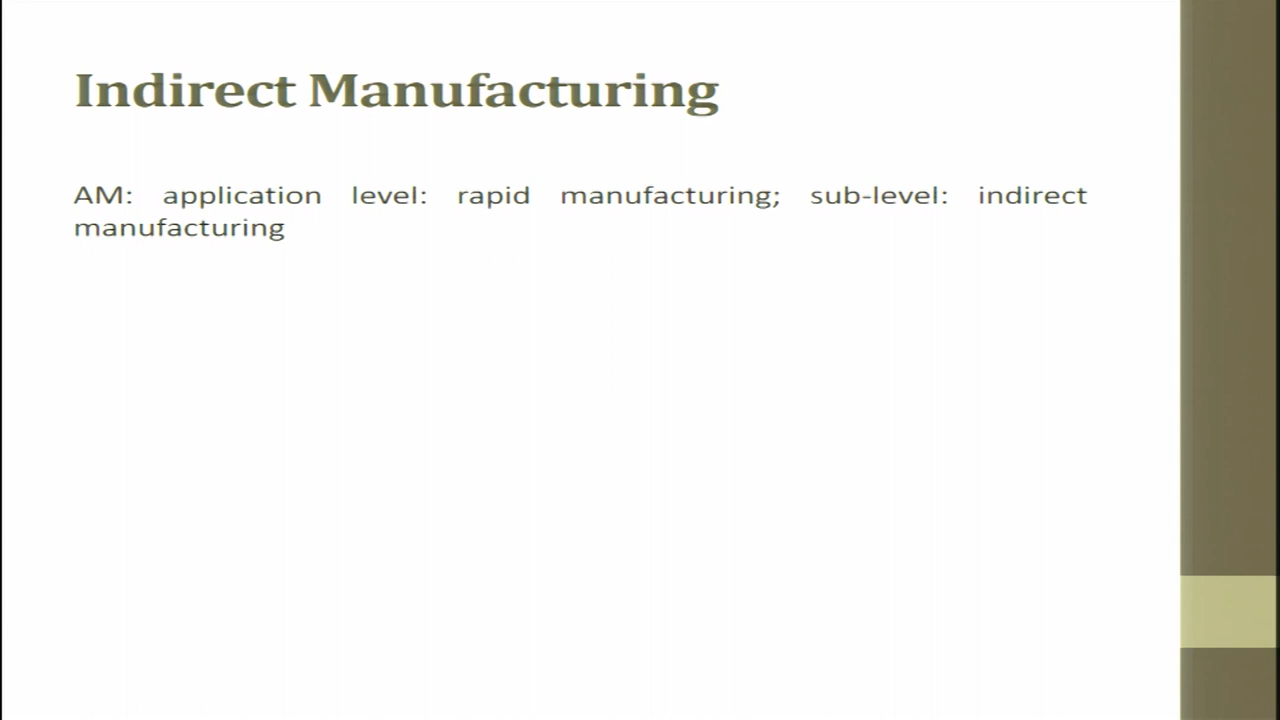 Indirect Manufacturing
AM: application level: rapid manufacturing; sub-level: indirect
manufacturing